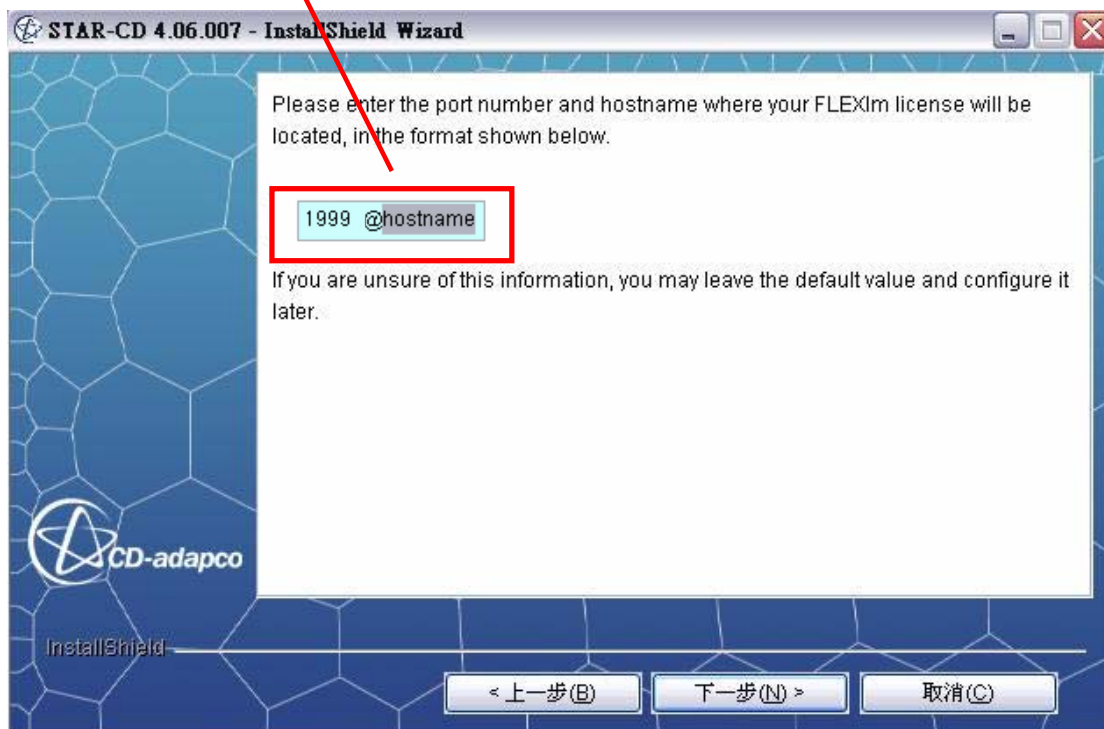 STAR-CD 4.06.007 - InstallShield Wizard
Please enter the port number and hostname where your FLEXlm license will be
located, in the format shown below.
1999 @hostname
If you are unsure of this information, you may leave the default value and configure it
later.
CD-adapco
InstallShield
< 上一步(B)
下一步(N) >
取消(C)